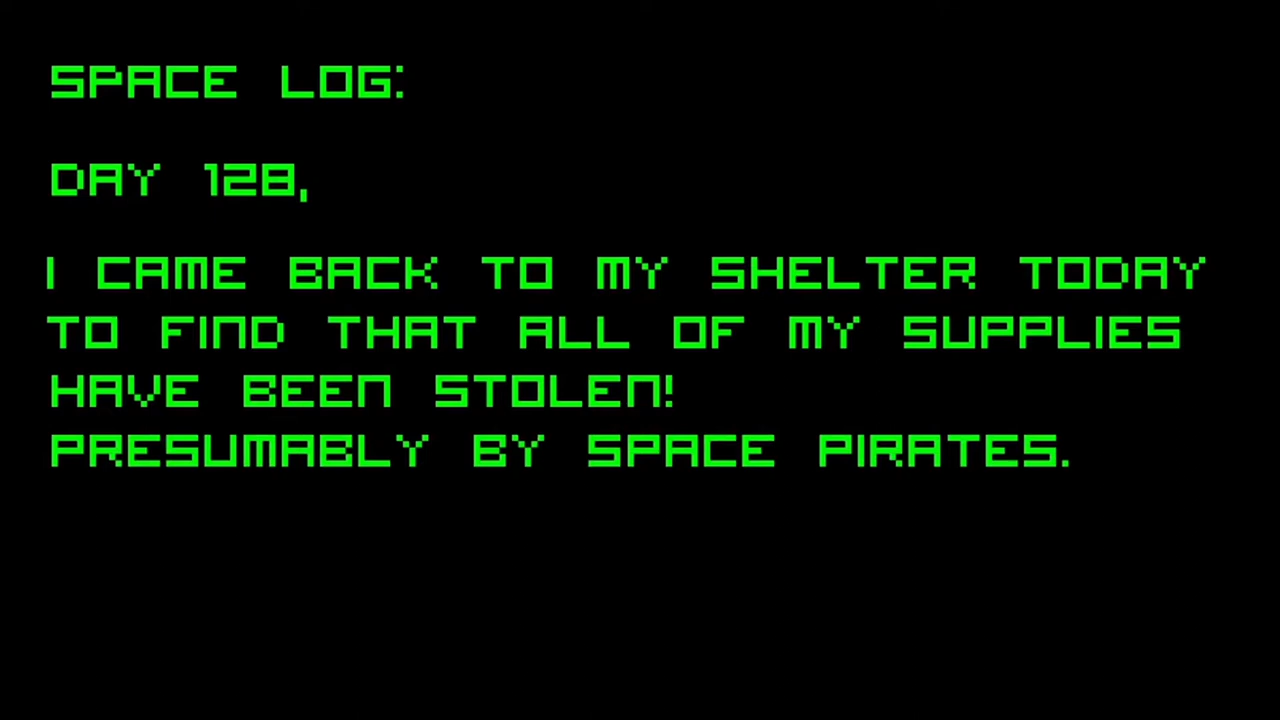 SPACE LOG:
DAY 128,
I CAME BACK TO MY SHELTER TODAY
TO FIND THAT ALL OF MY SUPPLIES
HAVE BEEN STOLEN!
PRESUMABLY BY SPACE PIRATES.